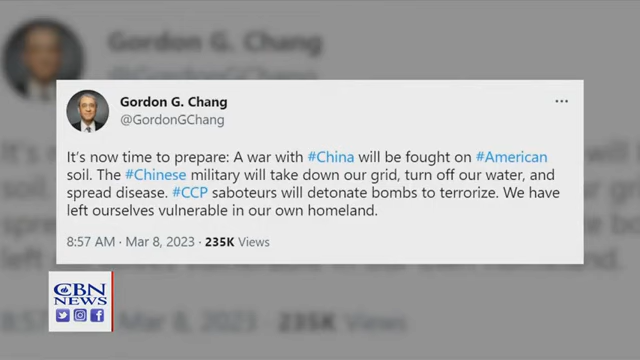 Gordon G. Chang
@GordonGChang
Gordon G. Chang
@GordonGChang
It's now time to prepare: A war with #China will be fought on #American
soil. The #Chinese military will take down our grid, turn off our water, and
spread disease. #CCP saboteurs will detonate bombs to terrorize. We have
left ourselves vulnerable in our own homeland.
8:57 AM · Mar 8, 2023 · 235K Views
CBN
NEWS
Mar 8, 2023 · 235K Views